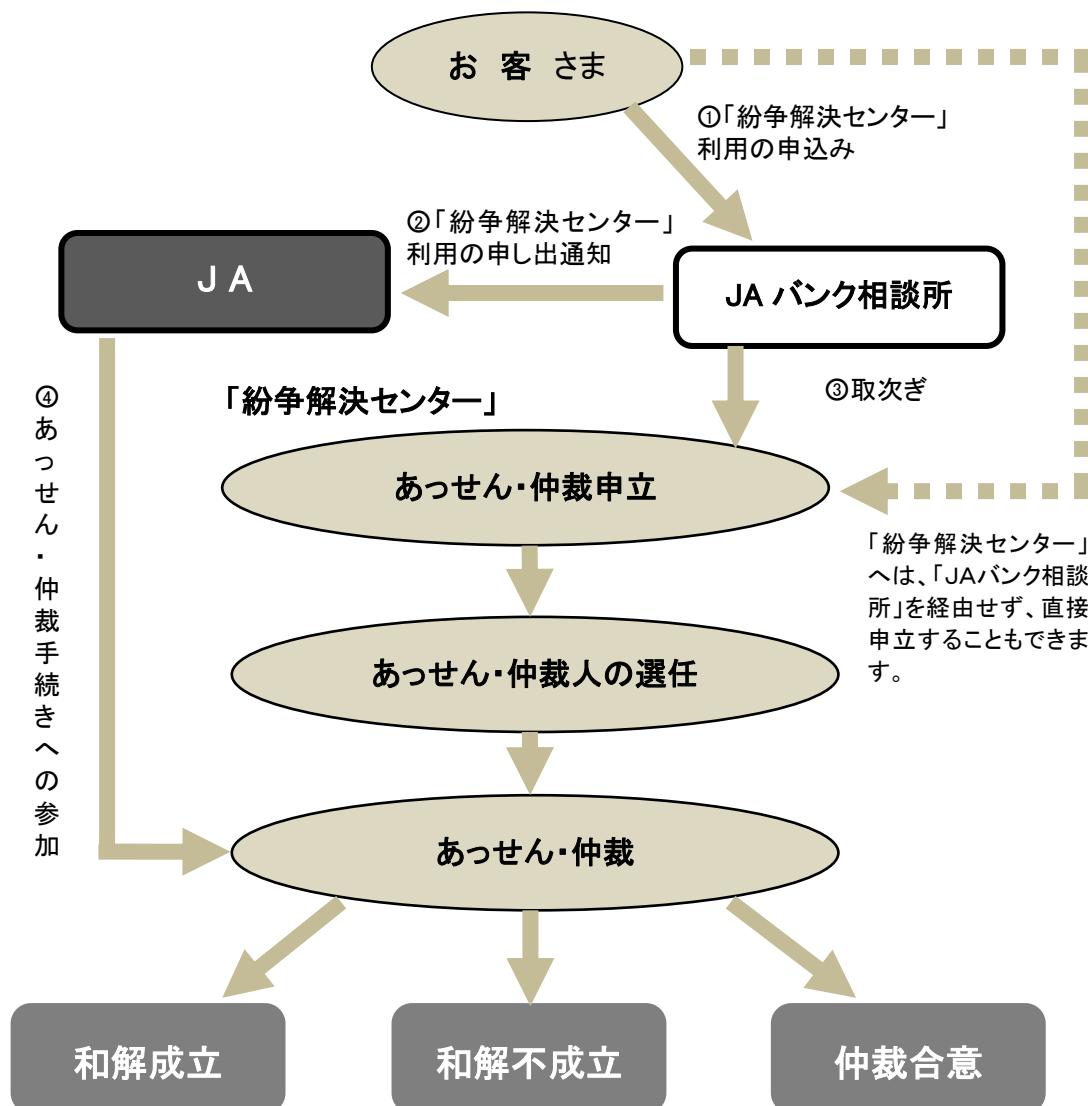 お 客 さま
①「紛争解決センター」
利用の申込み
②「紛争解決センター」
利用の申し出通知
ＪＡ
JA バンク相談所
③取次ぎ
④あっせん・仲裁手続きへの参加
「紛争解決センター」
あっせん・仲裁申立
「紛争解決センター」
へは、「JAバンク相談
所」を経由せず、直接
申立することもできま
す。
あっせん・仲裁人の選任
あっせん・仲裁
和解成立
和解不成立
仲裁合意